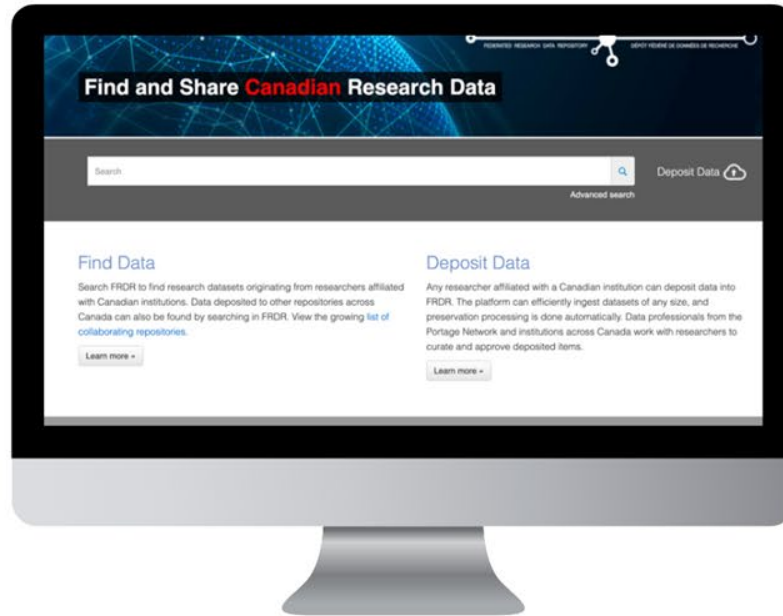 FEDERATED RESEARCH DATA REPOSITORY
DÉPÔT FÉDÉRÉ DE DONNÉES DE RECHERCHE
Find and Share Canadian Research Data
Search
Deposit Data
Advanced search
Find Data
Search FRDR to find research datasets originating from researchers affiliated
with Canadian institutions. Data deposited to other repositories across
Canada can also be found by searching in FRDR. View the growing list of
collaborating repositories.
Learn more »
Deposit Data
Any researcher affiliated with a Canadian institution can deposit data into
FRDR. The platform can efficiently ingest datasets of any size, and
preservation processing is done automatically. Data professionals from the
Portage Network and institutions across Canada work with researchers to
curate and approve deposited items.
Learn more »